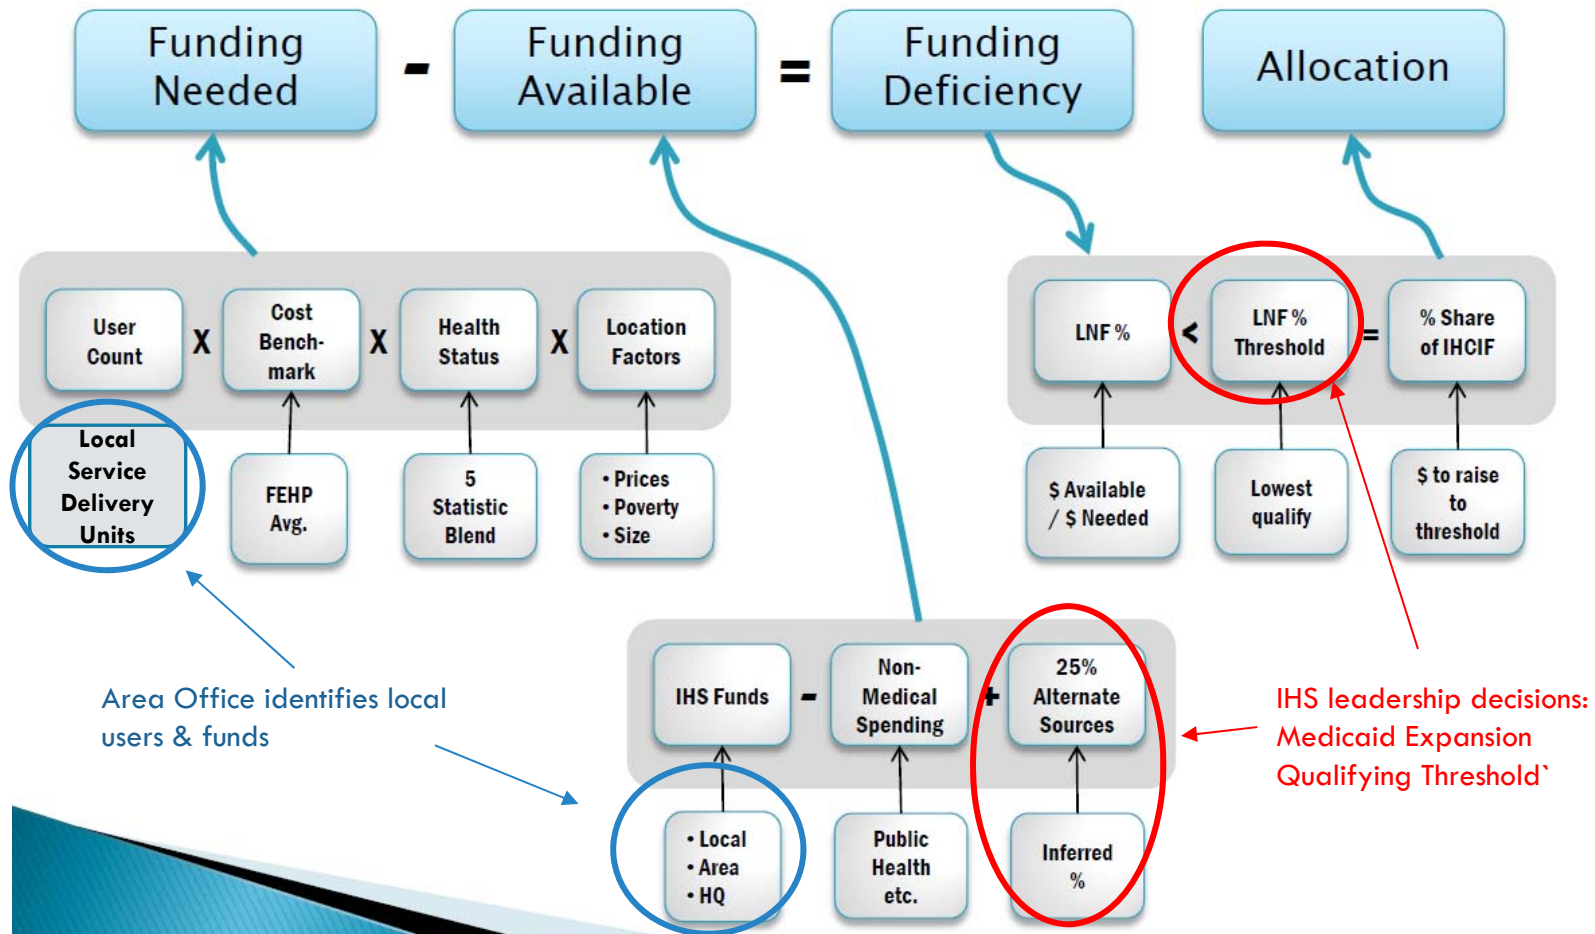 Funding
Needed
-
Funding
Available
=
Funding
Deficiency
Allocation
User
Count
X
Cost
Bench-
mark
X
Health
Status
X
Location
Factors
LNF %
<
LNF %
Threshold
=
% Share
of IHCIF
Local
Service
Delivery
Units
FEHP
Avg.
5
Statistic
Blend
• Prices
• Poverty
• Size
$ Available
/ $ Needed
Lowest
qualify
$ to raise
to
threshold
Area Office identifies local
users & funds
IHS Funds
-
Non-
Medical
Spending
+
25%
Alternate
Sources
IHS leadership decisions:
Medicaid Expansion
Qualifying Threshold`
• Local
• Area
• HQ
Public
Health
etc.
Inferred
%